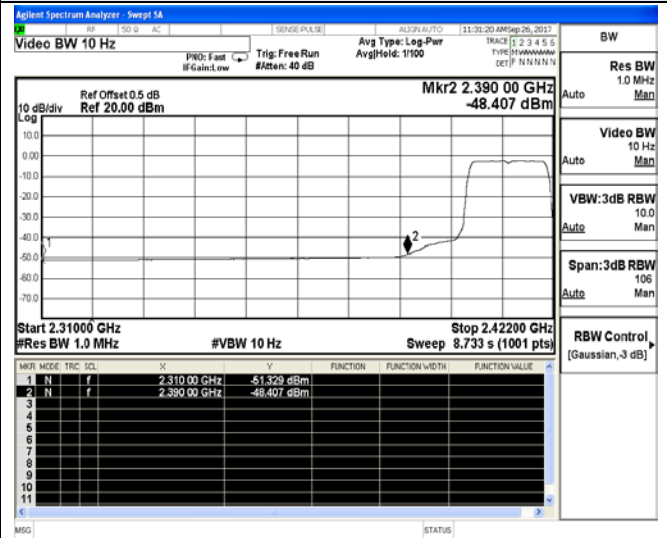 Agilent Spectrum Analyzer - Swept SA
RF 50 Ω AC SENSE:PULSE ALIGN AUTO 11:31:20 AM Sep 26, 2017
Video BW 10 Hz
PNO: Fast
IFGain:Low
Trig: Free Run
#Atten: 40 dB
Avg Type: Log-Pwr
Avg|Hold: 1/100
TRACE 1 2 3 4 5 6
TYPE
DET P N N N N N
Mkr2 2.390 00 GHz
-48.407 dBm
Ref Offset 0.5 dB
10 dB/div Ref 20.00 dBm
Log
10.0
0.00
-10.0
-20.0
-30.0
-40.0
-50.0
-60.0
-70.0
1
2
Start 2.31000 GHz Stop 2.42200 GHz
#Res BW 1.0 MHz #VBW 10 Hz Sweep 8.733 s (1001 pts)
MKR MODE TRC SCL X Y FUNCTION FUNCTION WIDTH FUNCTION VALUE
1 N f 2.310 00 GHz -51.329 dBm
2 N f 2.390 00 GHz -48.407 dBm
3
4
5
6
7
8
9
10
11
MSG STATUS
BW
Res BW
1.0 MHz
Auto Man
Video BW
10 Hz
Auto Man
VBW:3dB RBW
10.0
Auto Man
Span:3dB RBW
106
Auto Man
RBW Control
[Gaussian,-3 dB]